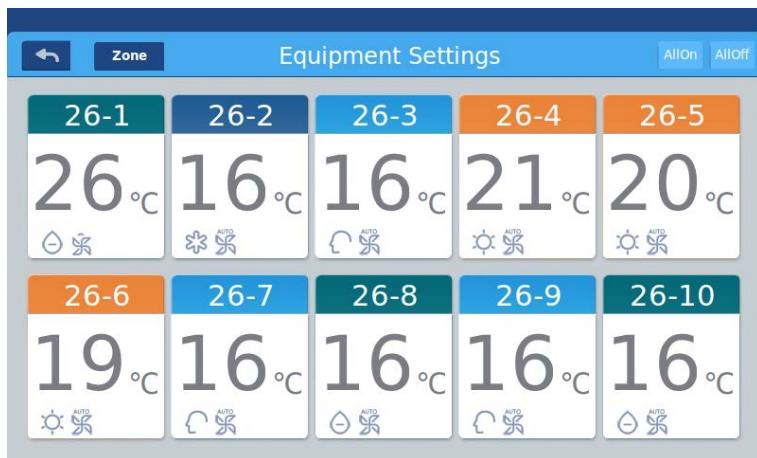 Zone Equipment Settings AllOn AllOff
26-1 26-2 26-3 26-4 26-5
26 °C 16 °C 16 °C 21 °C 20 °C
AUTO AUTO AUTO AUTO
26-6 26-7 26-8 26-9 26-10
19 °C 16 °C 16 °C 16 °C 16 °C
AUTO AUTO AUTO AUTO AUTO